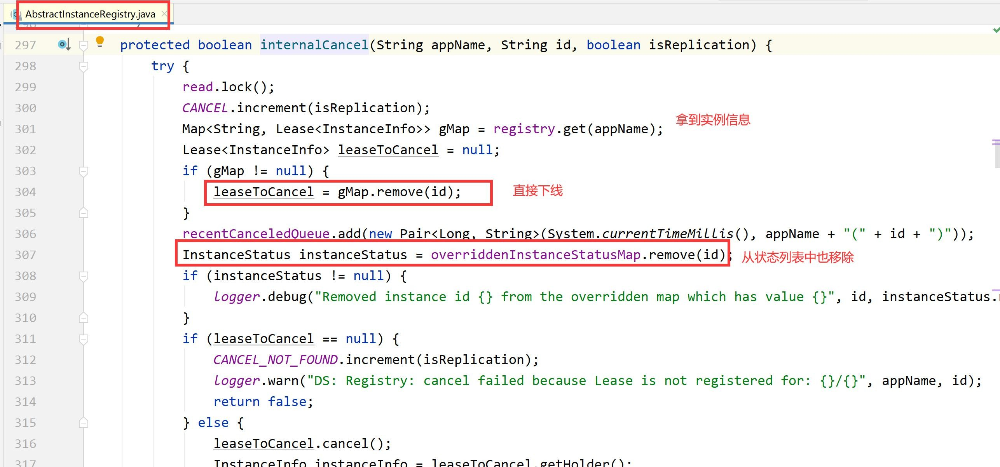 AbstractInstanceRegistry.java
296
297 protected boolean internalCancel(String appName, String id, boolean isReplication) {
298 try {
299 read.lock();
300 CANCEL.increment(isReplication);
拿到实例信息
301 Map<String, Lease<InstanceInfo>> gMap = registry.get(appName);
302 Lease<InstanceInfo> leaseToCancel = null;
303 if (gMap != null) {
304 leaseToCancel = gMap.remove(id); 直接下线
305 }
306 recentCanceledQueue.add(new Pair<Long, String>(System.currentTimeMillis(), appName + "(" + id + ")"));
307 InstanceStatus instanceStatus = overriddenInstanceStatusMap.remove(id); 从状态列表中也移除
308 if (instanceStatus != null) {
309 logger.debug("Removed instance id {} from the overridden map which has value {}", id, instanceStatus.
310 }
311 if (leaseToCancel == null) {
312 CANCEL_NOT_FOUND.increment(isReplication);
313 logger.warn("DS: Registry: cancel failed because Lease is not registered for: {}/{}", appName, id);
314 return false;
315 } else {
316 leaseToCancel.cancel();
317 InstanceInfo instanceInfo = leaseToCancel.getHolder();